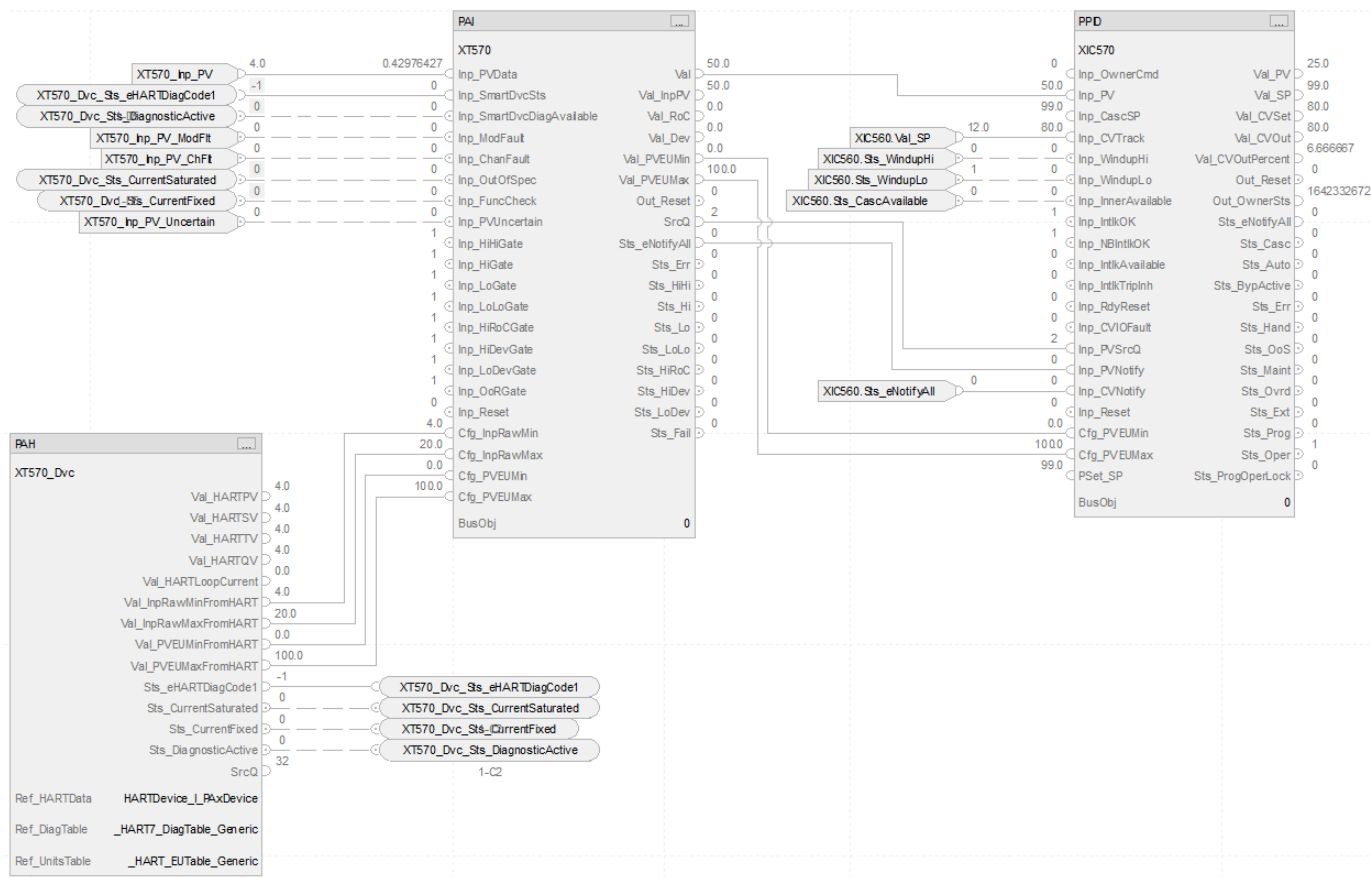 PAI ...
XT570
XT570_Inp_PV 4.0 0.42976427 Inp_PVData Val 50.0
XT570_Dvc_Sts_eHARTDiagCode1 -1 0 Inp_SmartDvcSts Val_InpPV 50.0
XT570_Dvc_Sts_DiagnosticActive 0 0 Inp_SmartDvcDiagAvailable Val_RoC 0.0
XT570_Inp_PV_ModFlt 0 0 Inp_ModFault Val_Dev 0.0
XT570_Inp_PV_ChFlt 0 0 Inp_ChanFault Val_PVEUMin 0.0
XT570_Dvc_Sts_CurrentSaturated 0 0 Inp_OutOfSpec Val_PVEUMax 100.0
XT570_Dvc_Sts_CurrentFixed 0 0 Inp_FuncCheck Out_Reset 0
XT570_Inp_PV_Uncertain 0 0 Inp_PVUncertain SrcQ 2
1 Inp_HiHiGate Sts_eNotifyAll 0
1 Inp_HiGate Sts_Err 0
1 Inp_LoGate Sts_HiHi 0
1 Inp_LoLoGate Sts_Hi 0
1 Inp_HiRoCGate Sts_Lo 0
1 Inp_HiDevGate Sts_LoLo 0
1 Inp_LoDevGate Sts_HiRoC 0
1 Inp_OoRGate Sts_HiDev 0
0 Inp_Reset Sts_LoDev 0
4.0 Cfg_InpRawMin Sts_Fail 0
20.0 Cfg_InpRawMax
0.0 Cfg_PVEUMin
100.0 Cfg_PVEUMax
BusObj 0
PPID ...
XIC570
0 Inp_OwnerCmd Val_PV 25.0
50.0 Inp_PV Val_SP 99.0
99.0 Inp_CascSP Val_CVSet 80.0
XIC560.Val_SP 12.0 80.0 Inp_CVTrack Val_CVOut 80.0
XIC560.Sts_WindupHi 0 0 Inp_WindupHi Val_CVOutPercent 6.666667
XIC560.Sts_WindupLo 1 0 Inp_WindupLo Out_Reset 0
XIC560.Sts_CascAvailable 0 0 Inp_InnerAvailable Out_OwnerSts 1642332672
1 Inp_IntlkOK Sts_eNotifyAll 0
1 Inp_NBIntlkOK Sts_Casc 0
0 Inp_IntlkAvailable Sts_Auto 0
0 Inp_IntlkTripInh Sts_BypActive 0
0 Inp_RdyReset Sts_Err 0
0 Inp_CVIOFault Sts_Hand 0
2 Inp_PVSrcQ Sts_OoS 0
0 Inp_PVNotify Sts_Maint 0
XIC560.Sts_eNotifyAll 0 0 Inp_CVNotify Sts_Ovrd 0
0 Inp_Reset Sts_Ext 0
0.0 Cfg_PVEUMin Sts_Prog 0
100.0 Cfg_PVEUMax Sts_Oper 1
99.0 PSet_SP Sts_ProgOperLock 0
BusObj 0
PAH ...
XT570_Dvc
Val_HARTPV 4.0
Val_HARTSV 4.0
Val_HARTTV 4.0
Val_HARTQV 4.0
Val_HARTLoopCurrent 0.0
Val_InpRawMinFromHART 4.0
Val_InpRawMaxFromHART 20.0
Val_PVEUMinFromHART 0.0
Val_PVEUMaxFromHART 100.0
Sts_eHARTDiagCode1 -1 XT570_Dvc_Sts_eHARTDiagCode1
Sts_CurrentSaturated 0 XT570_Dvc_Sts_CurrentSaturated
Sts_CurrentFixed 0 XT570_Dvc_Sts_CurrentFixed
Sts_DiagnosticActive 0 XT570_Dvc_Sts_DiagnosticActive
SrcQ 32 1-C2
Ref_HARTData HARTDevice_I_PAxDevice
Ref_DiagTable _HART7_DiagTable_Generic
Ref_UnitsTable _HART_EUTable_Generic